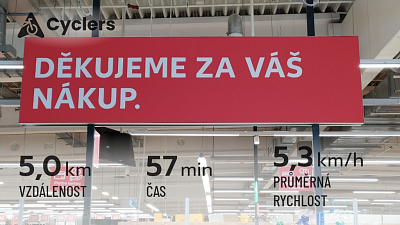 Cyclers
DĚKUJEME ZA VÁŠ
NÁKUP.
5,0 km
VZDÁLENOST
57 min
ČAS
5,3 km/h
PRŮMĚRNÁ
RYCHLOST